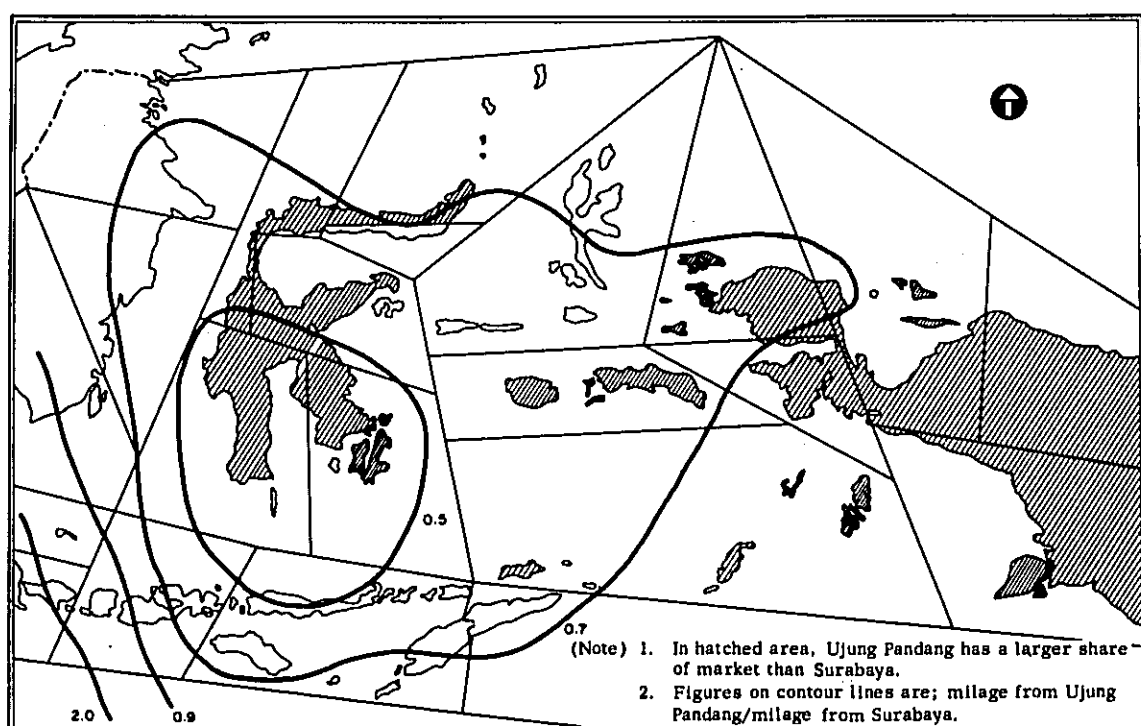 0.5
0.7
2.0
0.9
(Note) 1. In hatched area, Ujung Pandang has a larger share
of market than Surabaya.
2. Figures on contour lines are; milage from Ujung
Pandang/milage from Surabaya.